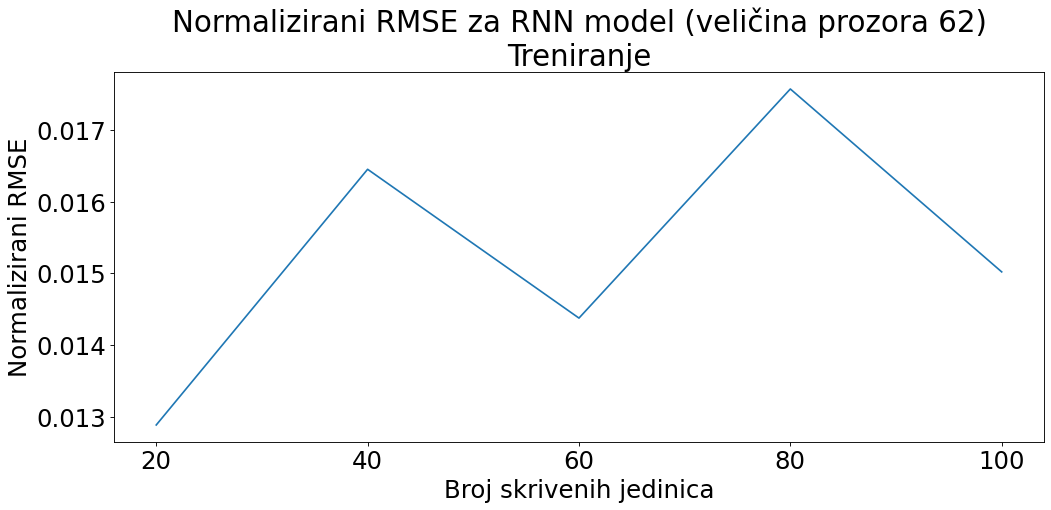 Normalizirani RMSE za RNN model (veličina prozora 62)
Treniranje
Normalizirani RMSE
0.017
0.016
0.015
0.014
0.013
20 40 60 80 100
Broj skrivenih jedinica